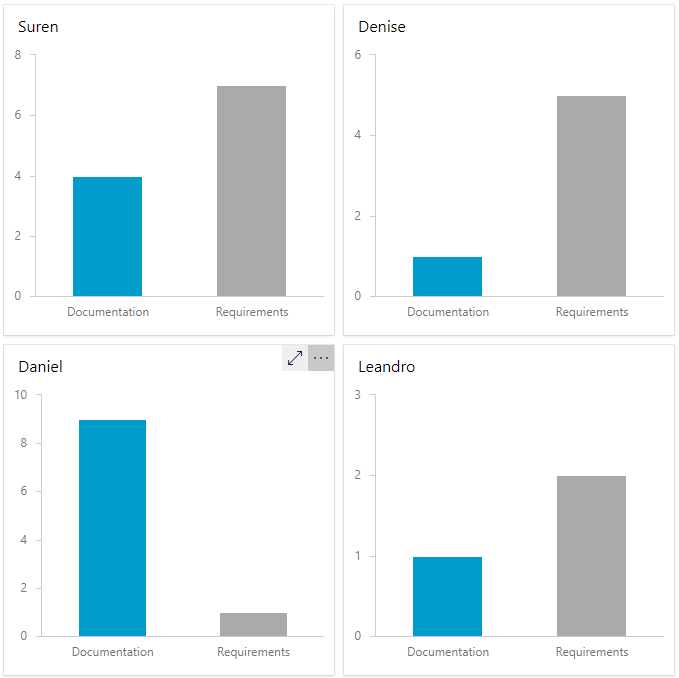 Suren
8
6
4
2
0
Documentation Requirements
Denise
6
4
2
0
Documentation Requirements
Daniel
...
10
8
6
4
2
0
Documentation Requirements
Leandro
3
2
1
0
Documentation Requirements